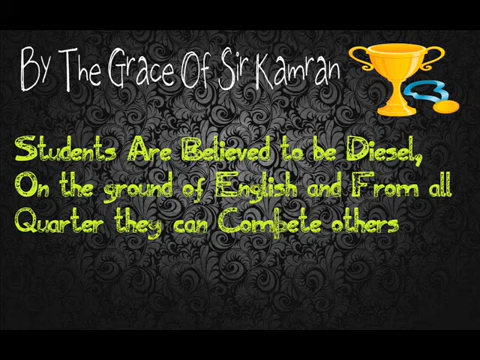 By The Grace Of Sir Kamran
Students Are Believed to be Diesel,
On the ground of English and From all
Quarter they can Compete others